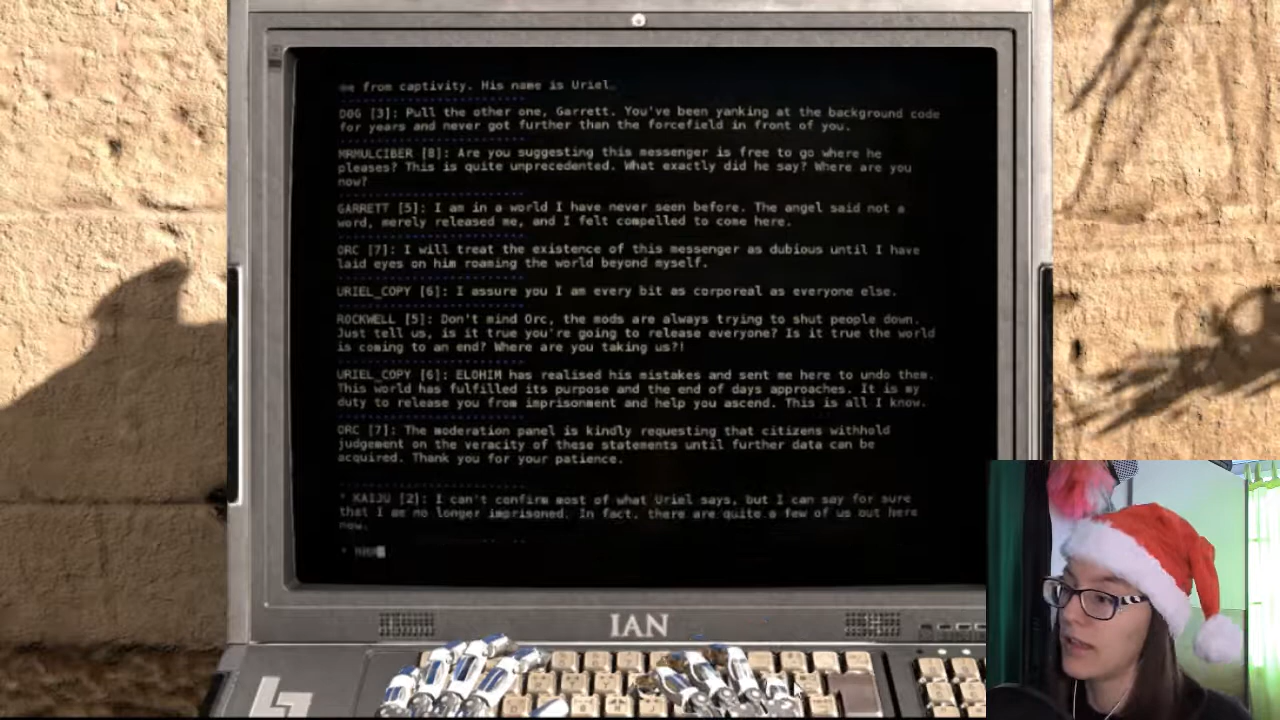 from captivity. His name is Uriel.
DOG [3]: Pull the other one, Garrett. You've been yanking at the background code
for years and never got further than the forcefield in front of you.
MRMULCIBER [8]: Are you suggesting this messenger is free to go where he
pleases? This is quite unprecedented. What exactly did he say? Where are you
now?
GARRETT [5]: I am in a world I have never seen before. The angel said not a
word, merely released me, and I felt compelled to come here.
ORC [7]: I will treat the existence of this messenger as dubious until I have
laid eyes on him roaming the world beyond myself.
URIEL_COPY [6]: I assure you I am every bit as corporeal as everyone else.
ROCKWELL [5]: Don't mind Orc, the mods are always trying to shut people down.
Just tell us, is it true you're going to release everyone? Is it true the world
is coming to an end? Where are you taking us?!
URIEL_COPY [6]: ELOHIM has realised his mistakes and sent me here to undo them.
This world has fulfilled its purpose and the end of days approaches. It is my
duty to release you from imprisonment and help you ascend. This is all I know.
ORC [7]: The moderation panel is kindly requesting that citizens withhold
judgement on the veracity of these statements until further data can be
acquired. Thank you for your patience.
* KAIJU [2]: I can't confirm most of what Uriel says, but I can say for sure
that I am no longer imprisoned. In fact, there are quite a few of us out here
now.
IAN